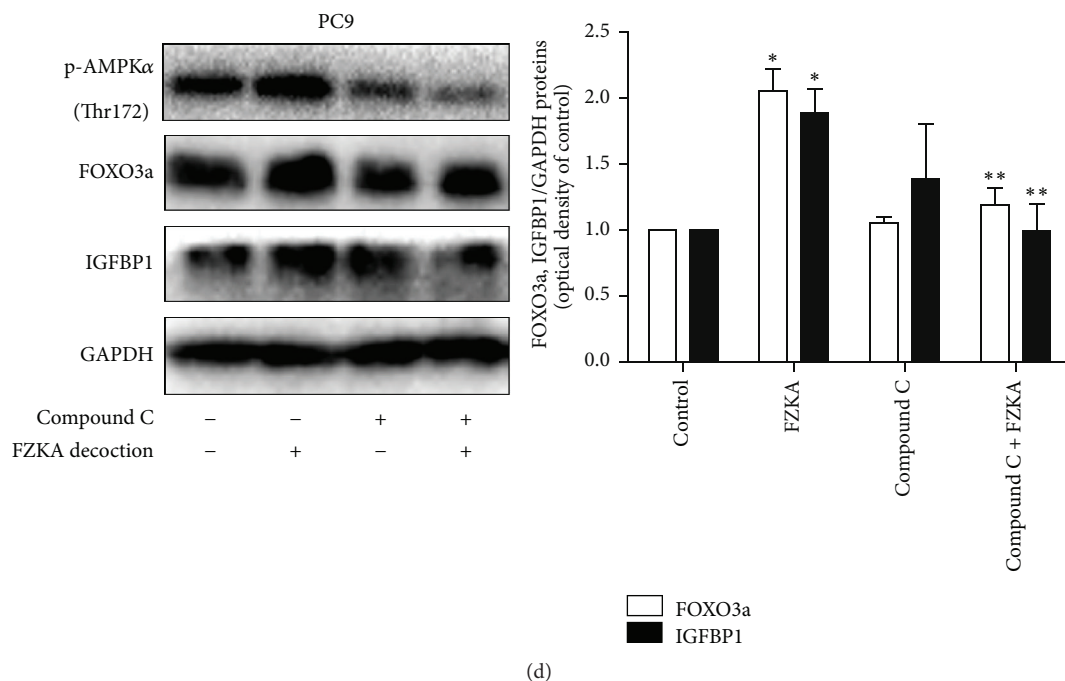 PC9
p-AMPKα
(Thr172)
FOXO3a
IGFBP1
GAPDH
Compound C – – + +
FZKA decoction – + – +
FOXO3a, IGFBP1/GAPDH proteins
(optical density of control)
2.5
2.0
1.5
1.0
0.5
0.0
* *
** **
Control
FZKA
Compound C
Compound C + FZKA
FOXO3a
IGFBP1
(d)